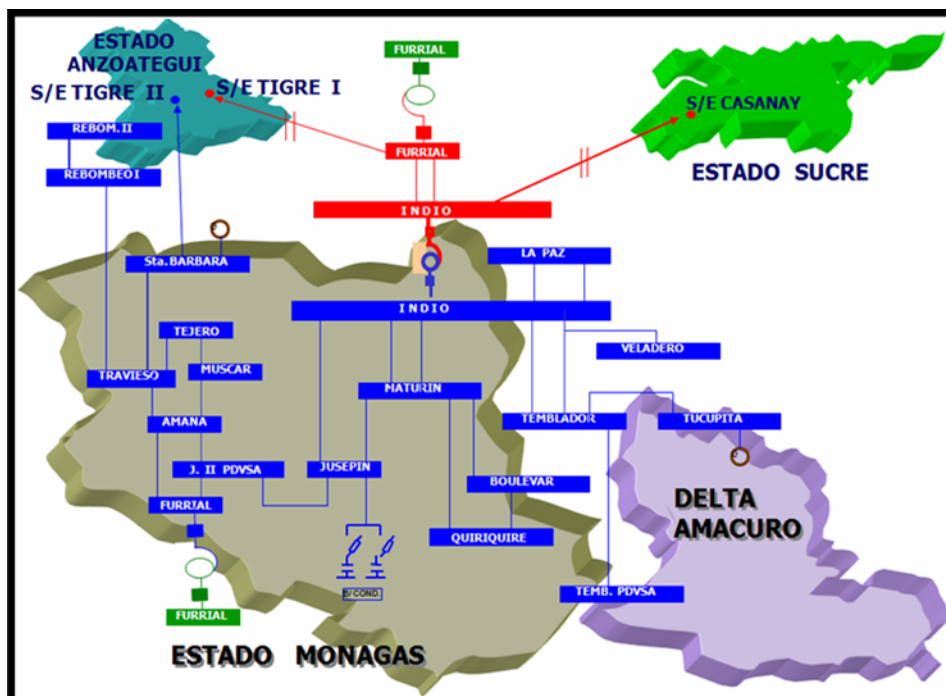 ESTADO
ANZOATEGUI
S/E TIGRE II
S/E TIGRE I
FURRIAL
S/E CASANAY
REBOM.II
FURRIAL
REBOMBEO I
ESTADO SUCRE
INDIO
Sta.BARBARA
LA PAZ
INDIO
TEJERO
VELADERO
TRAVIESO
MUSCAR
MATURIN
AMANA
TEMBLADOR
TUCUPITA
J. II PDVSA
JUSEPIN
BOULEVAR
DELTA
AMACURO
FURRIAL
QUIRIQUIRE
B/COND.
TEMB. PDVSA
FURRIAL
ESTADO MONAGAS